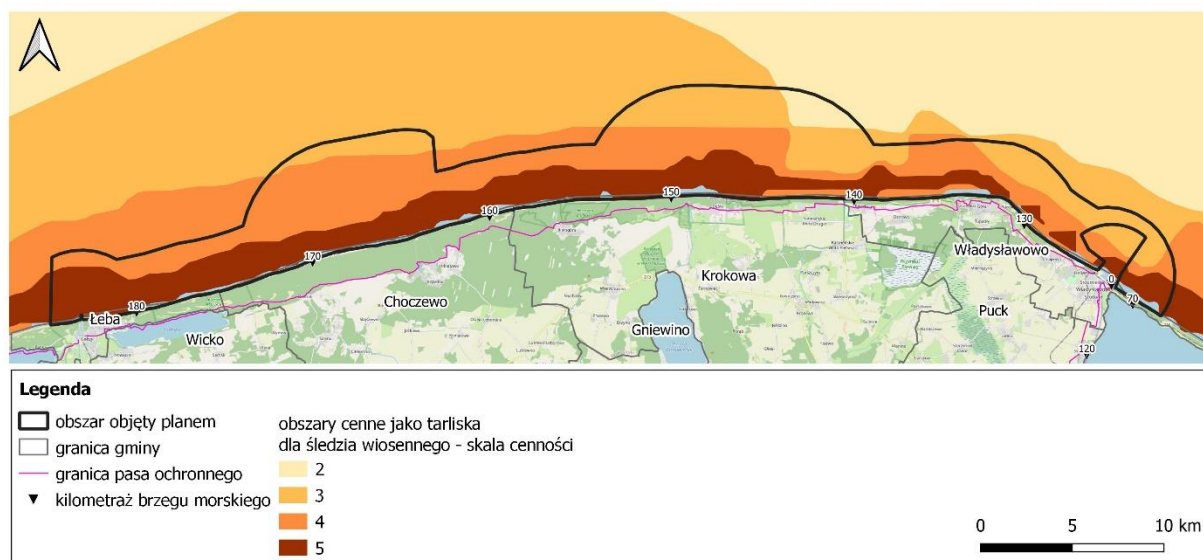 150
140
160
130
Władysławowo
170
Krokowa
0
Choczewo
70
180
Łeba
Puck
Gniewino
Wicko
120
Legenda
obszar objęty planem
granica gminy
granica pasa ochronnego
kilometraż brzegu morskiego
obszary cenne jako tarliska
dla śledzia wiosennego - skala cenności
2
3
4
5
0 5 10 km